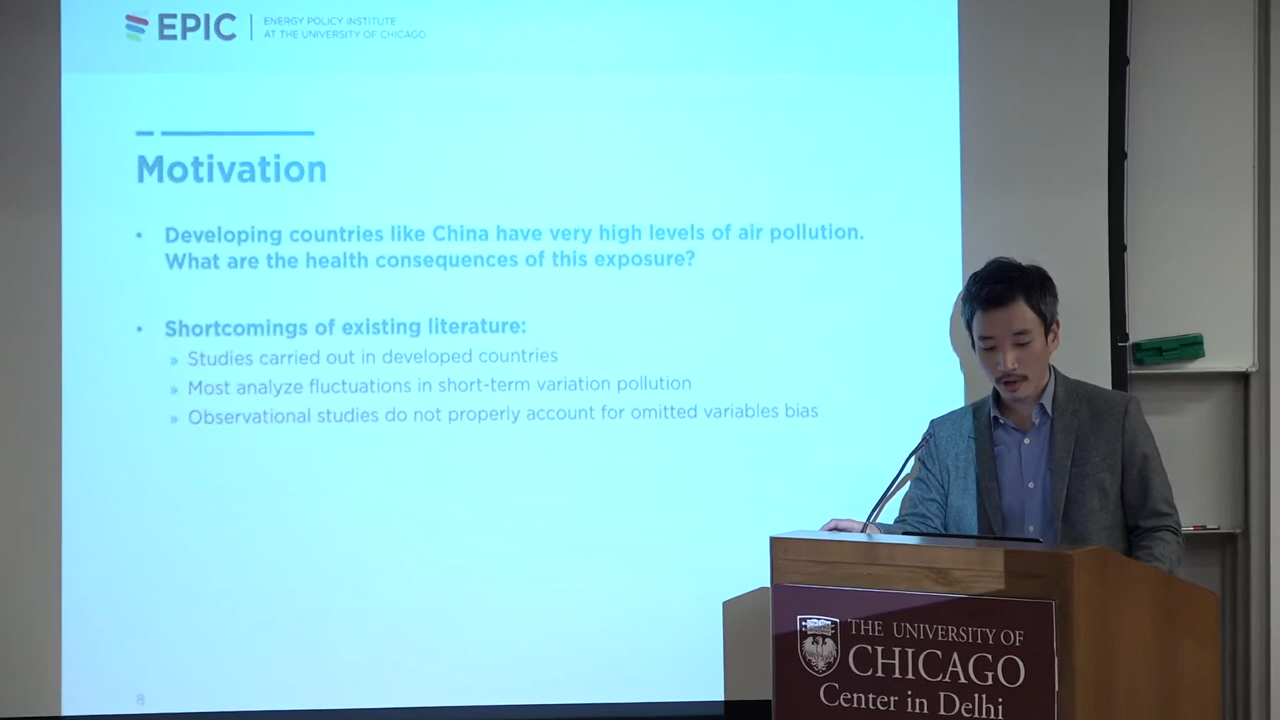 EPIC
ENERGY POLICY INSTITUTE
AT THE UNIVERSITY OF CHICAGO
Motivation
• Developing countries like China have very high levels of air pollution.
What are the health consequences of this exposure?
• Shortcomings of existing literature:
» Studies carried out in developed countries
» Most analyze fluctuations in short-term variation pollution
» Observational studies do not properly account for omitted variables bias
8
THE UNIVERSITY OF
CHICAGO
Center in Delhi